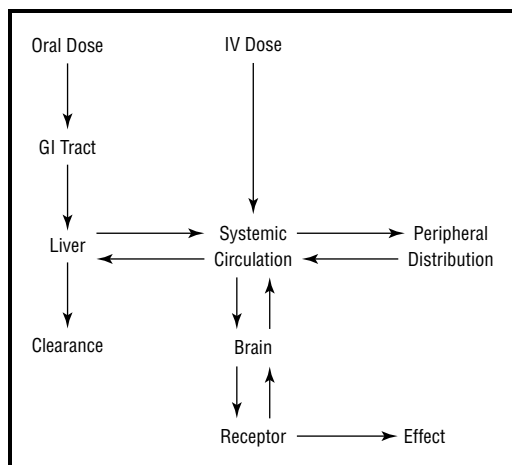 Oral Dose
IV Dose
GI Tract
Liver
Systemic
Circulation
Peripheral
Distribution
Clearance
Brain
Receptor
Effect